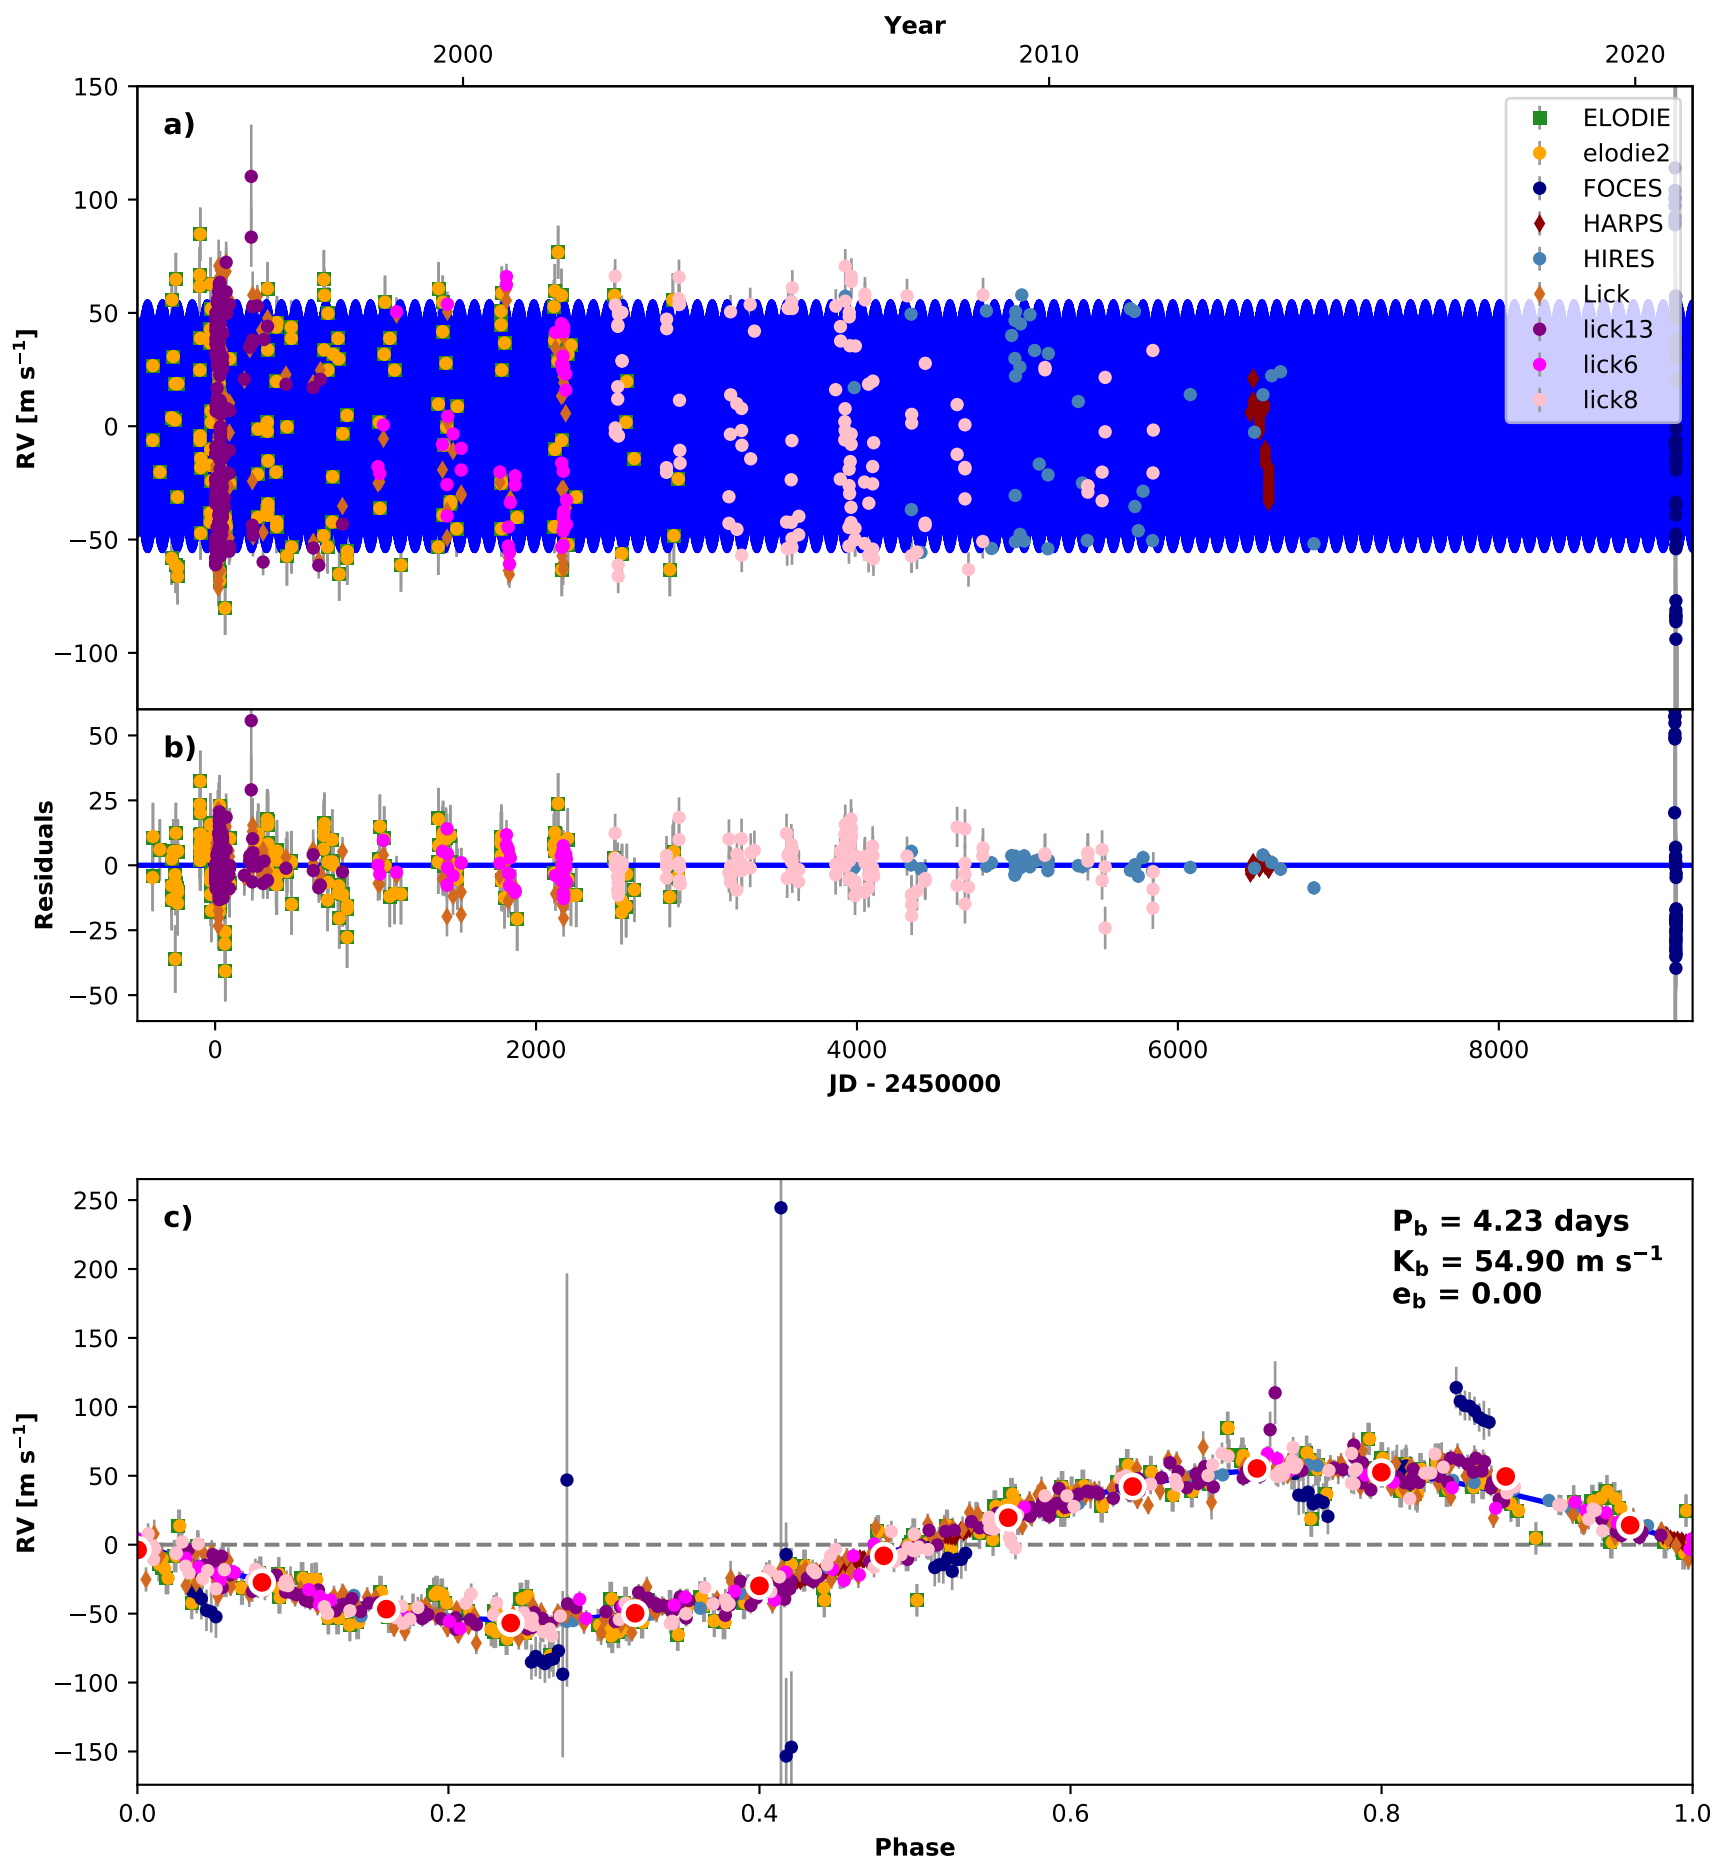 Year
2000 2010 2020
a)
150
100
50
0
−50
−100
RV [m s⁻¹]
ELODIE
elodie2
FOCES
HARPS
HIRES
Lick
lick13
lick6
lick8
b)
50
25
0
−25
−50
Residuals
0 2000 4000 6000 8000
JD - 2450000
c)
P_b = 4.23 days
K_b = 54.90 m s⁻¹
e_b = 0.00
250
200
150
100
50
0
−50
−100
−150
RV [m s⁻¹]
0.0 0.2 0.4 0.6 0.8 1.0
Phase